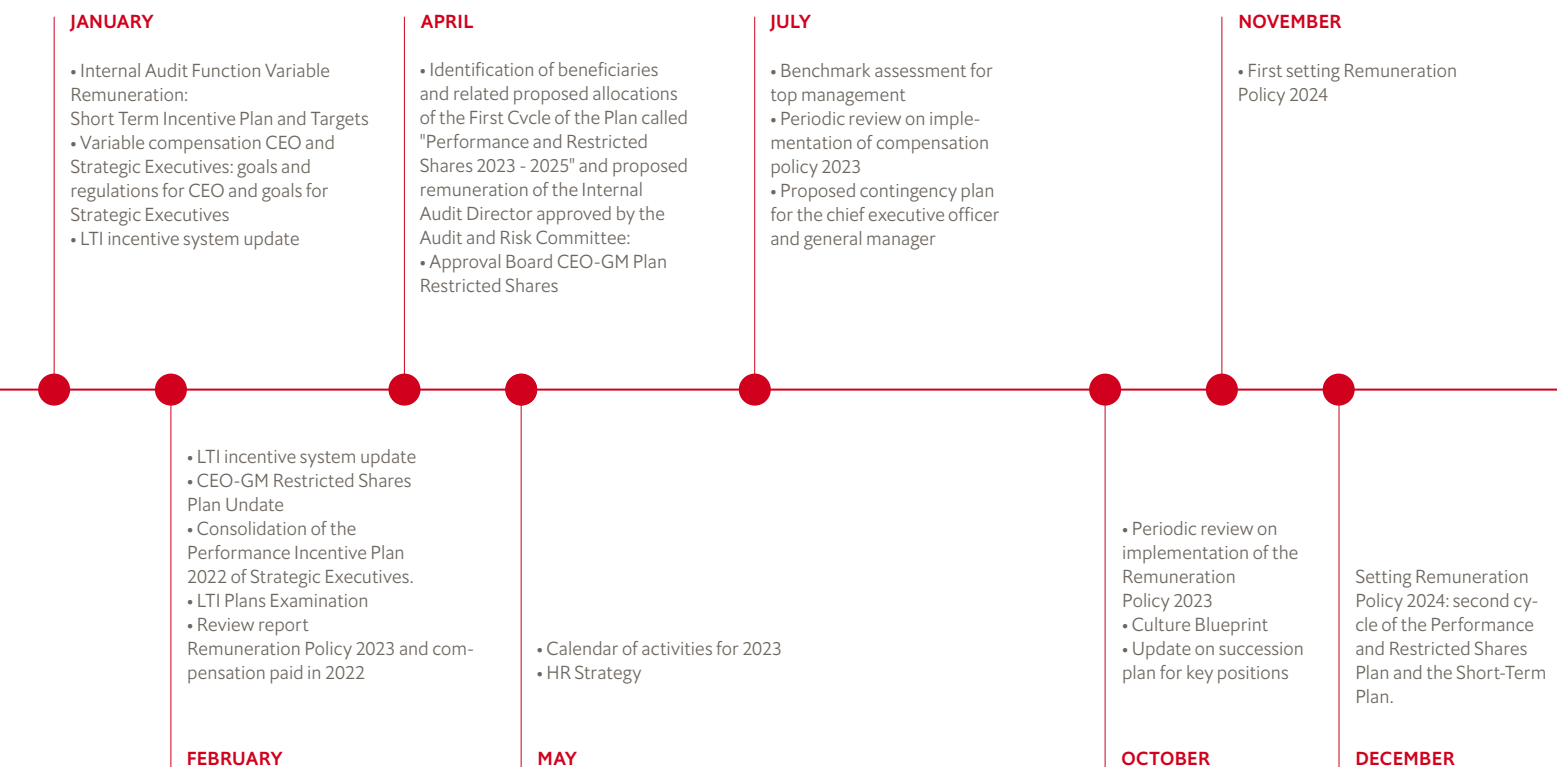 JANUARY
• Internal Audit Function Variable
Remuneration:
Short Term Incentive Plan and Targets
• Variable compensation CEO and
Strategic Executives: goals and
regulations for CEO and goals for
Strategic Executives
• LTI incentive system update
APRIL
• Identification of beneficiaries
and related proposed allocations
of the First Cvcle of the Plan called
"Performance and Restricted
Shares 2023 - 2025" and proposed
remuneration of the Internal
Audit Director approved by the
Audit and Risk Committee:
• Approval Board CEO-GM Plan
Restricted Shares
JULY
• Benchmark assessment for
top management
• Periodic review on imple-
mentation of compensation
policy 2023
• Proposed contingency plan
for the chief executive officer
and general manager
NOVEMBER
• First setting Remuneration
Policy 2024
• LTI incentive system update
• CEO-GM Restricted Shares
Plan Undate
• Consolidation of the
Performance Incentive Plan
2022 of Strategic Executives.
• LTI Plans Examination
• Review report
Remuneration Policy 2023 and com-
pensation paid in 2022
FEBRUARY
• Calendar of activities for 2023
• HR Strategy
MAY
• Periodic review on
implementation of the
Remuneration
Policy 2023
• Culture Blueprint
• Update on succession
plan for key positions
OCTOBER
Setting Remuneration
Policy 2024: second cy-
cle of the Performance
and Restricted Shares
Plan and the Short-Term
Plan.
DECEMBER